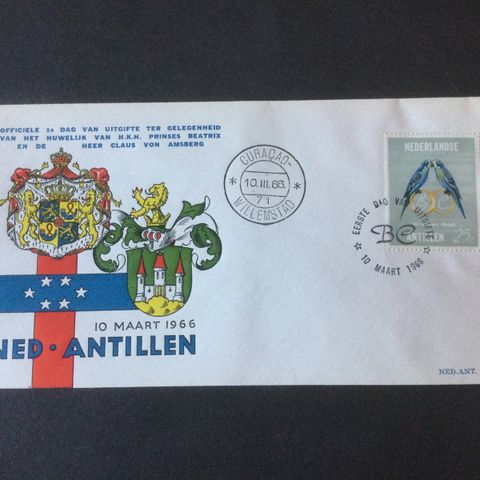 OFFICIELE 1e DAG VAN UITGIFTE TER GELEGENHEID
VAN HET HUWELIJK VAN H.K.H. PRINSES BEATRIX
EN DE HEER CLAUS VON AMSBERG
10 MAART 1966
NED • ANTILLEN
CURAÇAO-
10.III.66
71
WILLEMSTAD
EERSTE DAG VAN UITGIFTE
BC
10 MAART 1966
NEDERLANDSE
ANTILLEN
25c
NED.ANT.